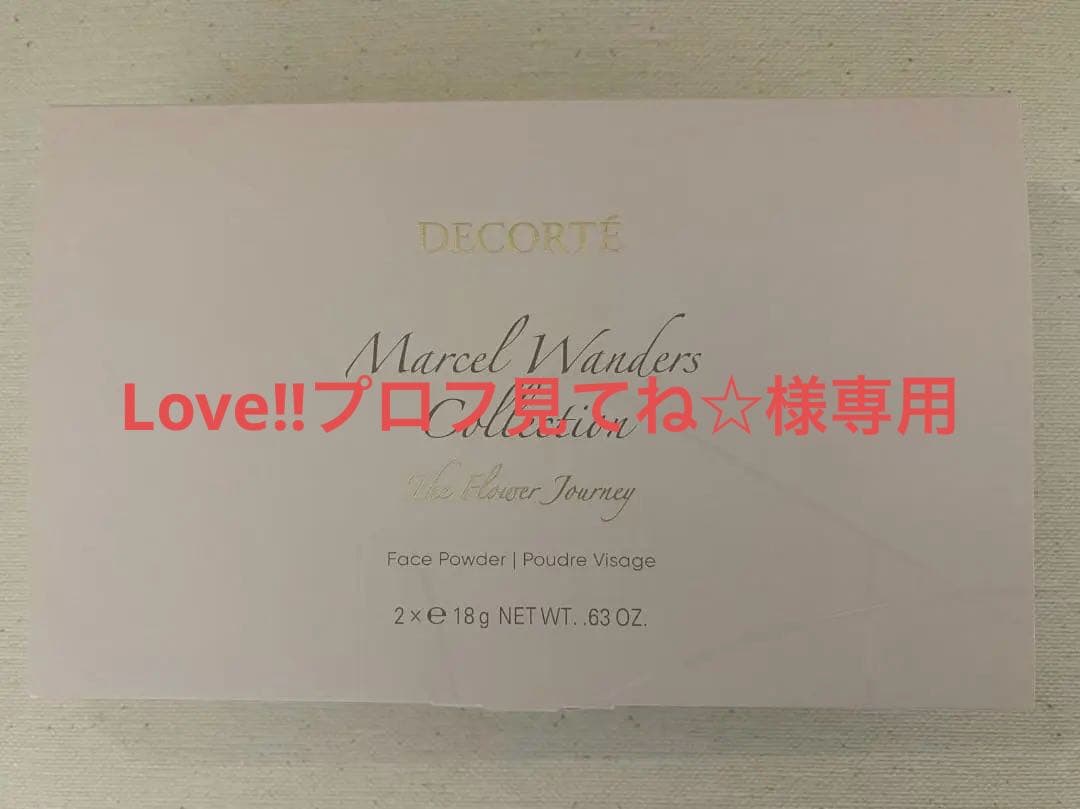 DECORTÉ
Marcel Wanders
Collection
Love!!プロフ見てね☆様専用
The Flower Journey
Face Powder | Poudre Visage
2 × ℮ 18 g NET WT. .63 OZ.